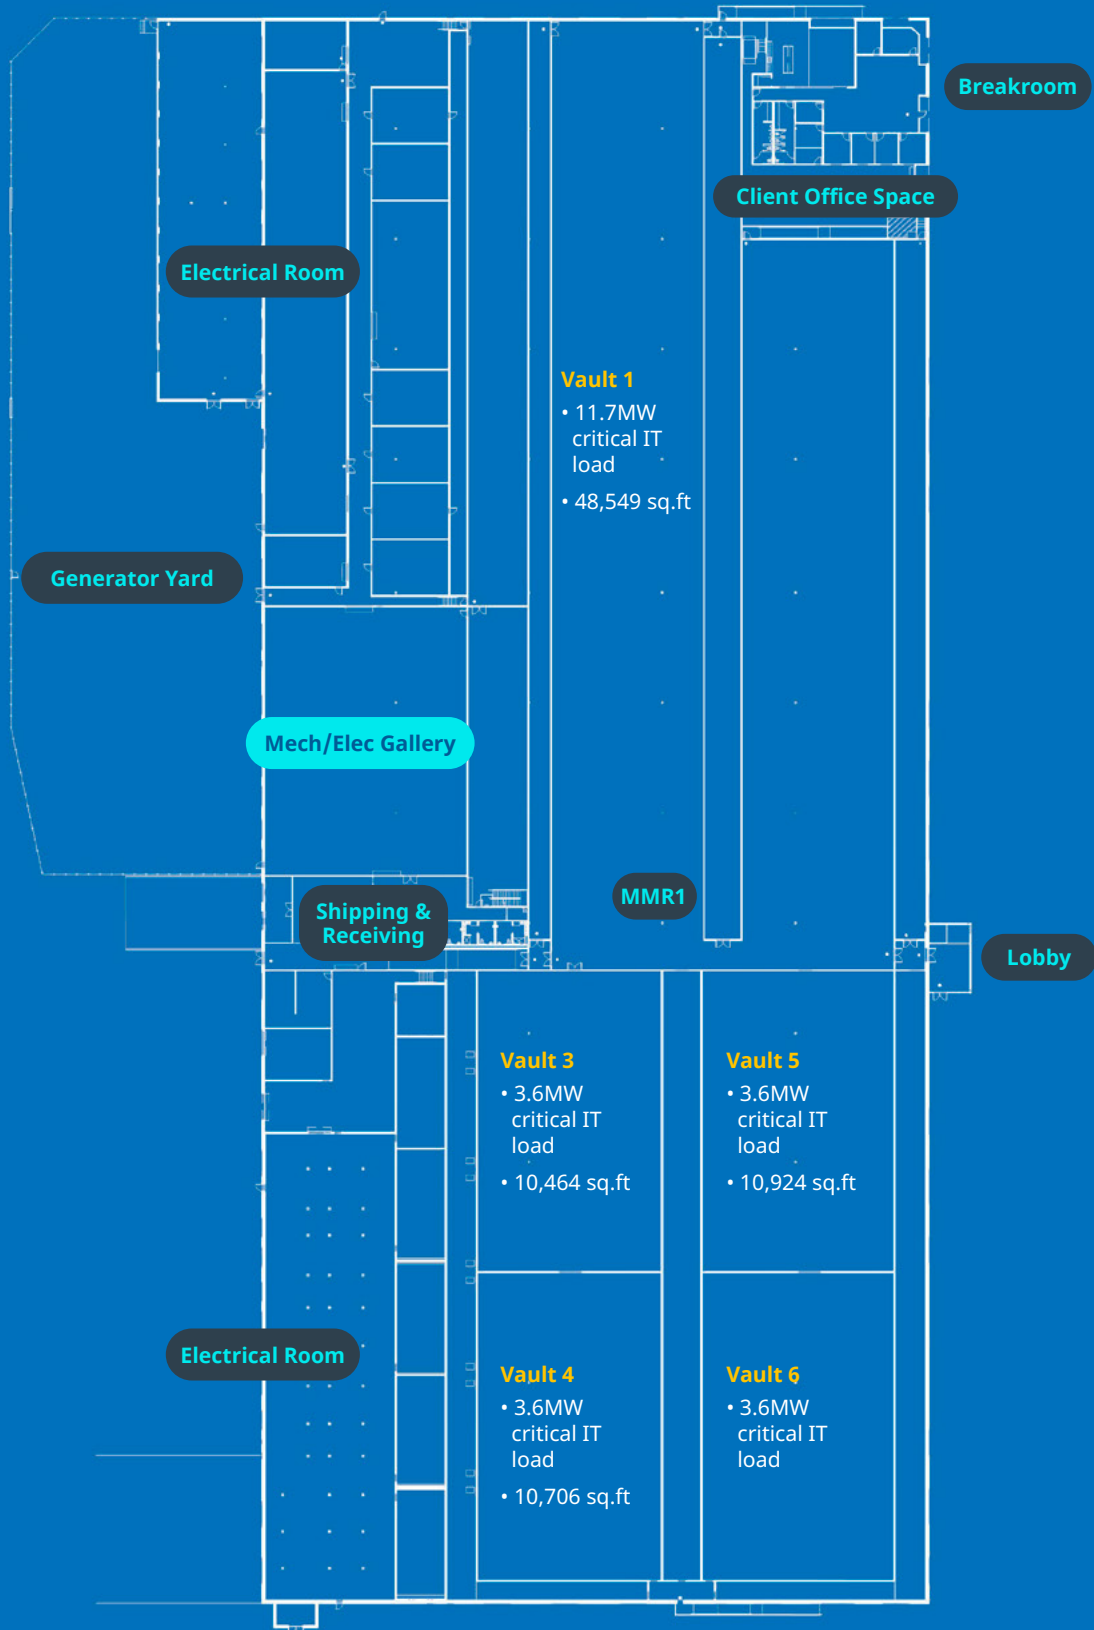 Breakroom
Client Office Space
Electrical Room
Vault 1
• 11.7MW
critical IT
load
• 48,549 sq.ft
Generator Yard
Mech/Elec Gallery
MMR1
Shipping &
Receiving
Lobby
Vault 3
• 3.6MW
critical IT
load
• 10,464 sq.ft
Vault 5
• 3.6MW
critical IT
load
• 10,924 sq.ft
Electrical Room
Vault 4
• 3.6MW
critical IT
load
• 10,706 sq.ft
Vault 6
• 3.6MW
critical IT
load